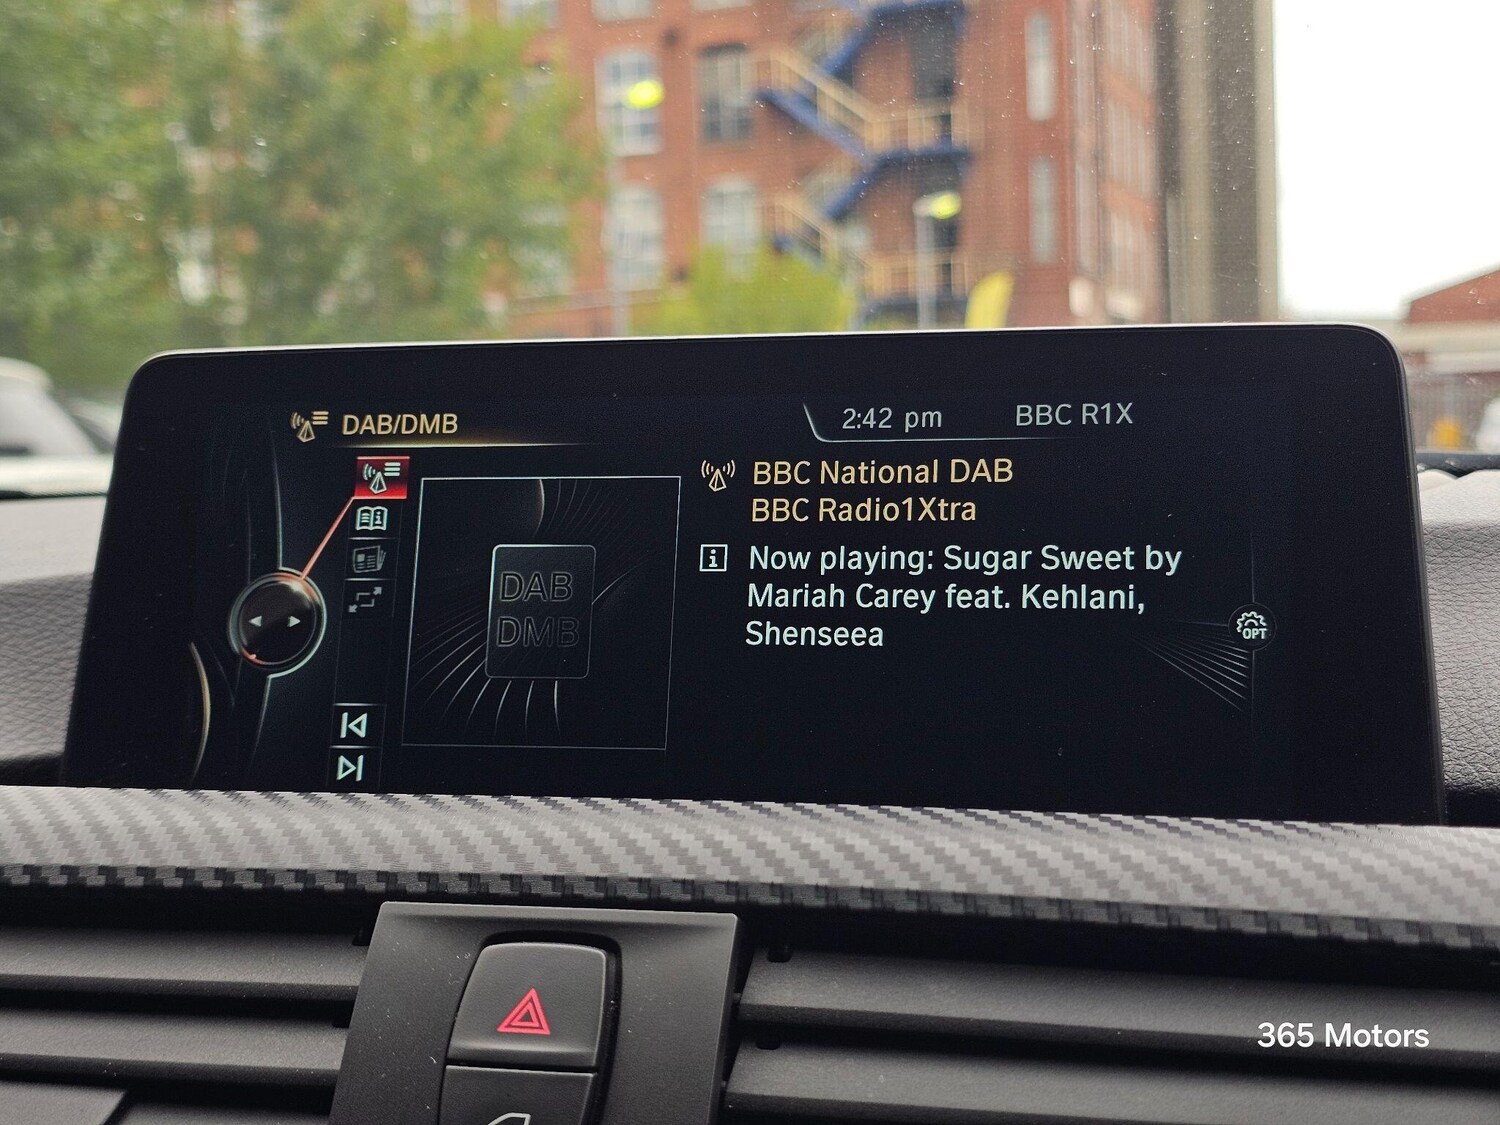 DAB/DMB
2:42 pm
BBC R1X
BBC National DAB
BBC Radio1Xtra
Now playing: Sugar Sweet by
Mariah Carey feat. Kehlani,
Shenseea
DAB
DMB
OPT
365 Motors